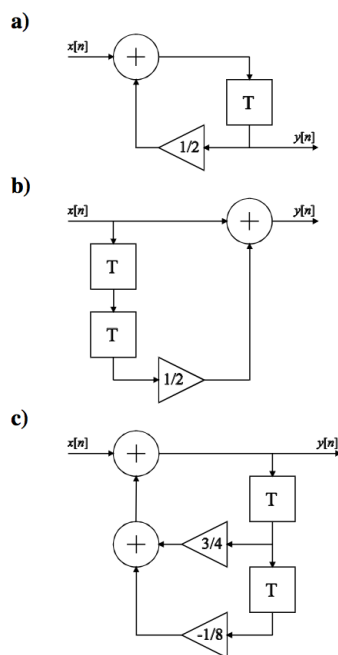 a)
x[n]
+
T
1/2
y[n]
b)
x[n]
+
y[n]
T
T
1/2
c)
x[n]
+
y[n]
T
+
3/4
T
-1/8